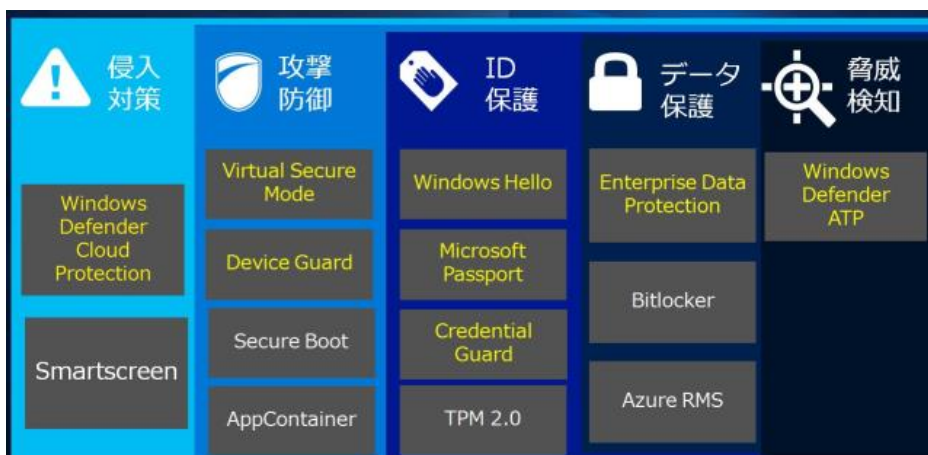 侵入
対策
Windows
Defender
Cloud
Protection
Smartscreen
攻撃
防御
Virtual Secure
Mode
Device Guard
Secure Boot
AppContainer
ID
保護
Windows Hello
Microsoft
Passport
Credential
Guard
TPM 2.0
データ
保護
Enterprise Data
Protection
Bitlocker
Azure RMS
脅威
検知
Windows
Defender
ATP